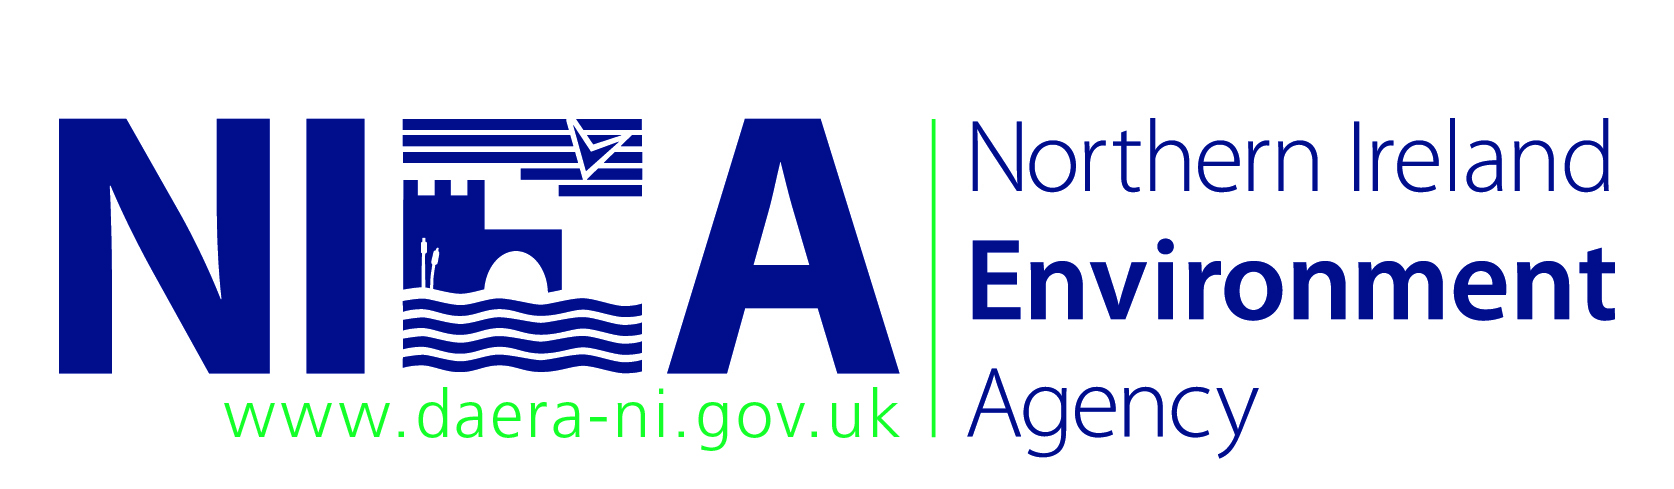 NIEA
www.daera-ni.gov.uk
Northern Ireland
Environment
Agency